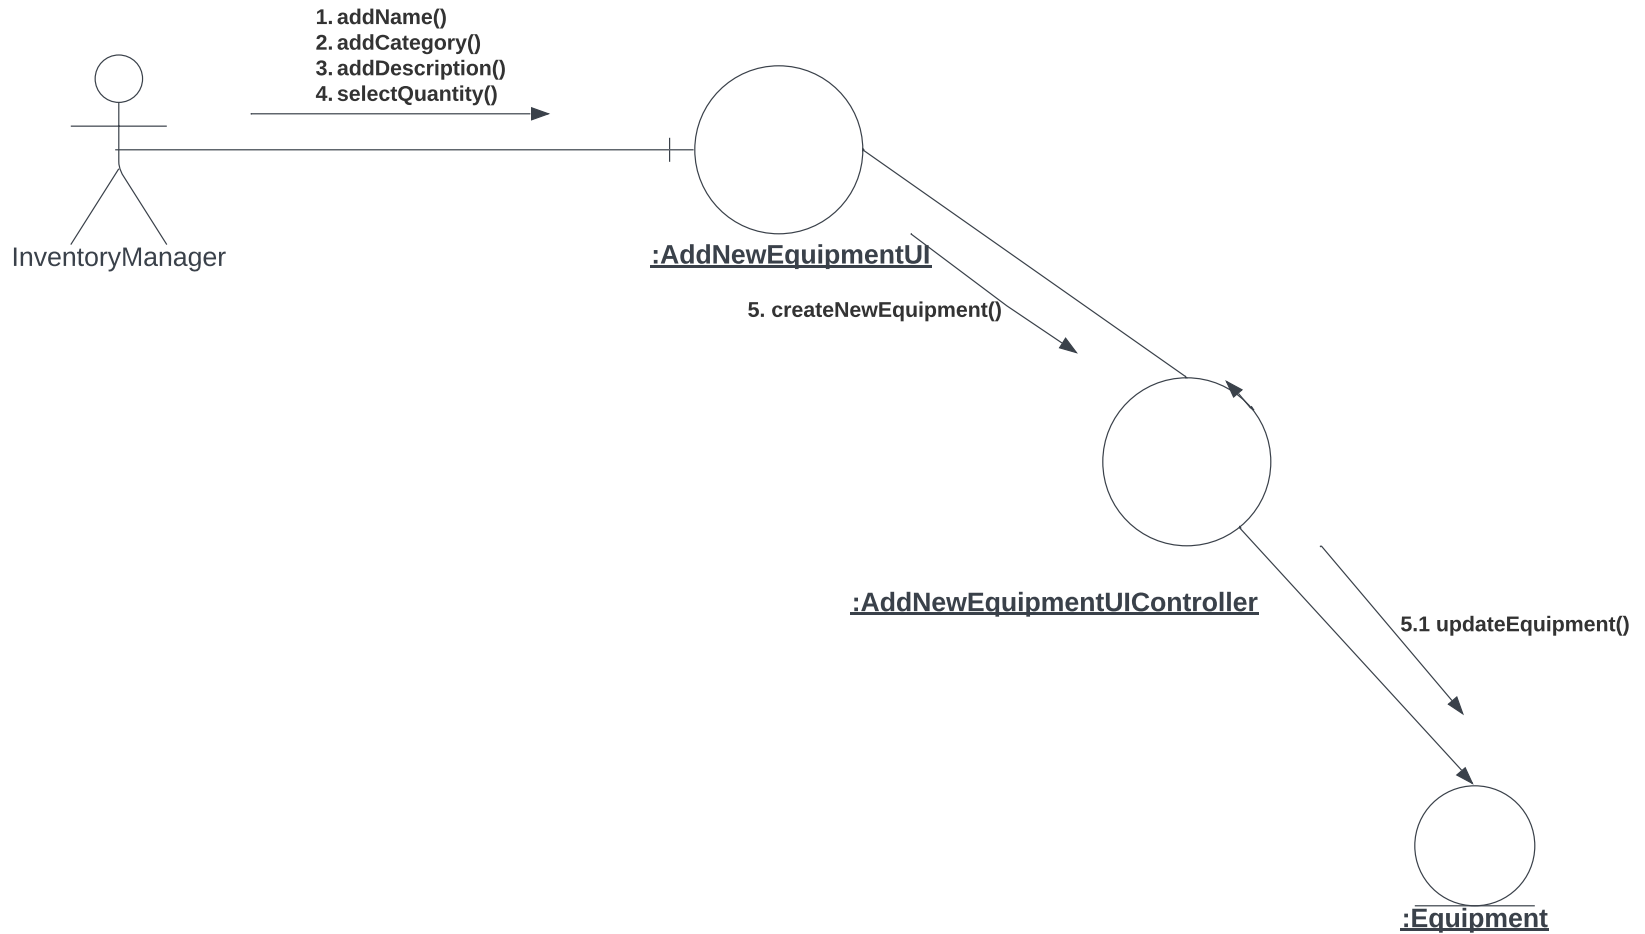 1. addName()
2. addCategory()
3. addDescription()
4. selectQuantity()
InventoryManager
:AddNewEquipmentUI
5. createNewEquipment()
:AddNewEquipmentUIController
5.1 updateEquipment()
:Equipment